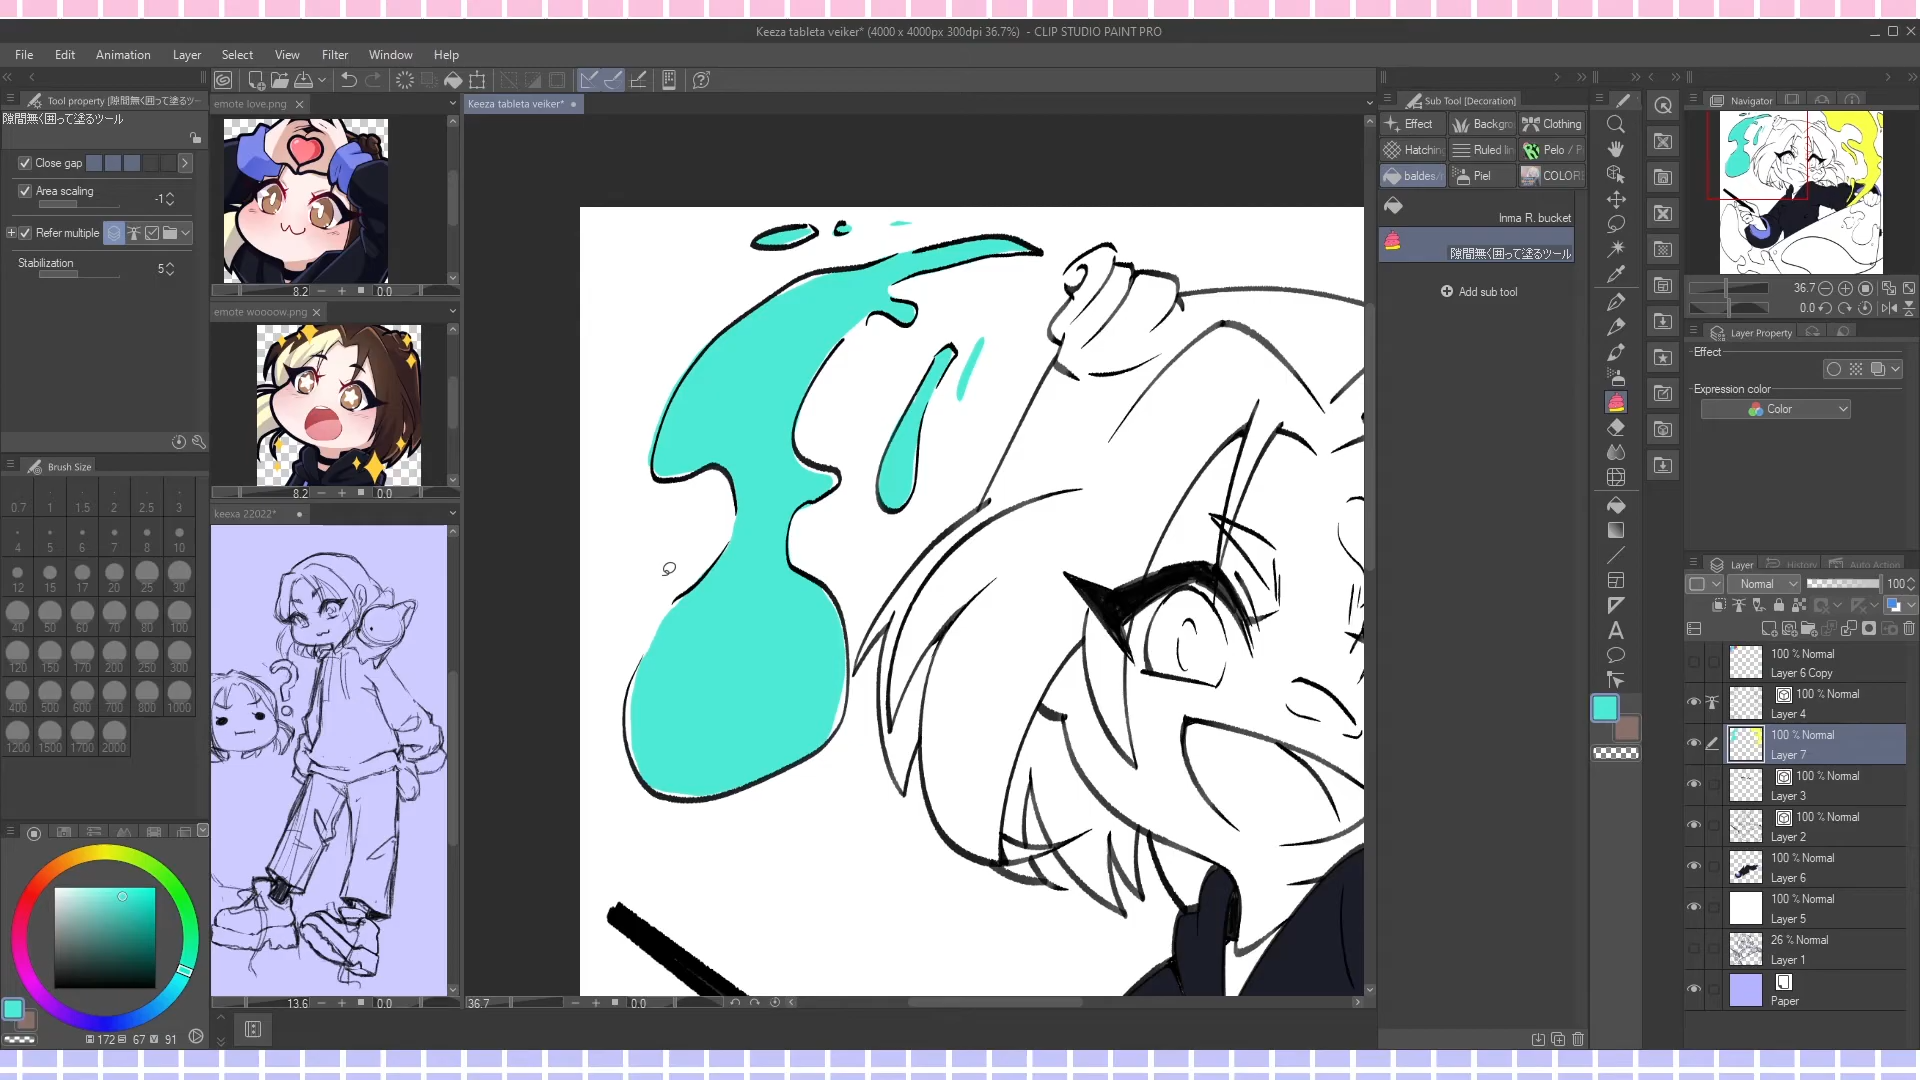 Keeza tableta veiker* (4000 x 4000px 300dpi 36.7%) - CLIP STUDIO PAINT PRO
File Edit Animation Layer Select View Filter Window Help
Tool property [隙間無く囲って塗るツー
隙間無く囲って塗るツール
Close gap
Area scaling -1
Refer multiple
Stabilization 5
Brush Size
0.7 1 1.5 2 2.5 3
4 5 6 7 8 10
12 15 17 20 25 30
40 50 60 70 80 100
120 150 170 200 250 300
400 500 600 700 800 1000
1200 1500 1700 2000
H 172 S 67 V 91
emote love.png
8.2 0.0
emote woooow.png
8.2 0.0
keexa 22022*
13.6 0.0
Keeza tableta veiker*
36.7 0.0
Sub Tool [Decoration]
Effect Backgro Clothing
Hatchin Ruled lin Pelo / P
baldes/ Piel COLOR
Inma R. bucket
隙間無く囲って塗るツール
Add sub tool
Navigator
36.7
0.0
Layer Property
Effect
Expression color
Color
Layer History Auto Action
Normal 100
100 % Normal
Layer 6 Copy
100 % Normal
Layer 4
100 % Normal
Layer 7
100 % Normal
Layer 3
100 % Normal
Layer 2
100 % Normal
Layer 6
100 % Normal
Layer 5
26 % Normal
Layer 1
Paper